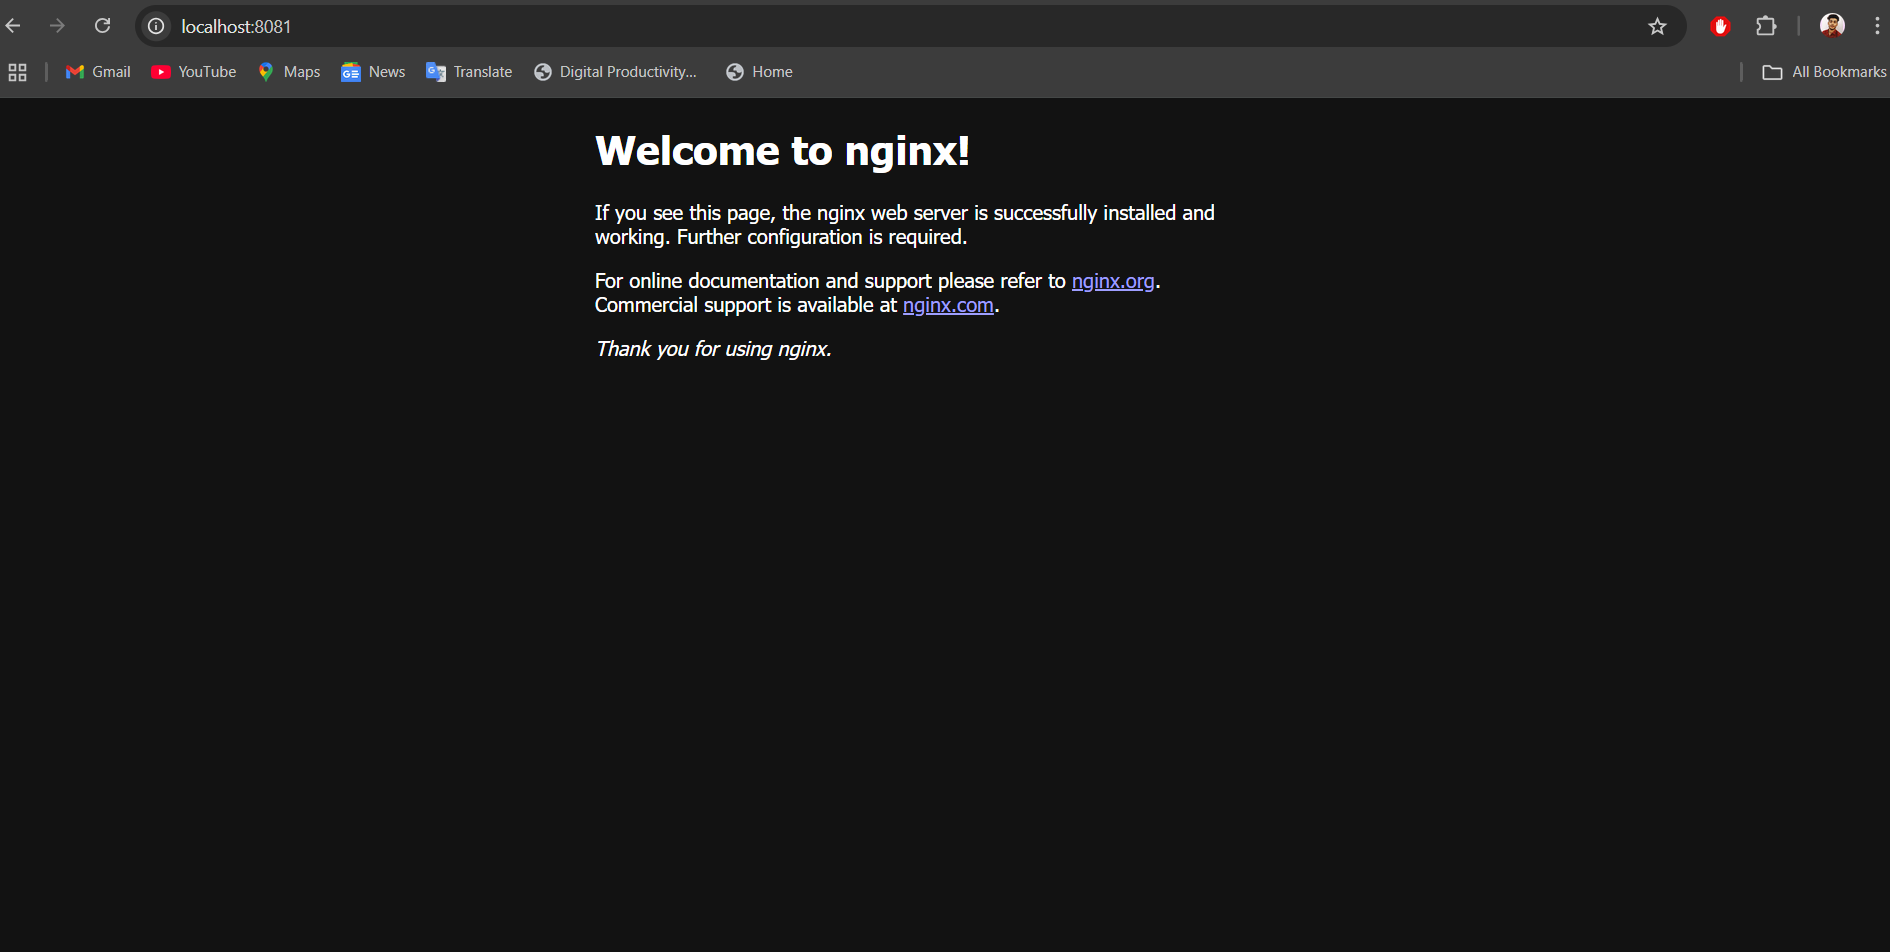 localhost:8081
Gmail YouTube Maps News Translate Digital Productivity... Home All Bookmarks
Welcome to nginx!
If you see this page, the nginx web server is successfully installed and
working. Further configuration is required.
For online documentation and support please refer to nginx.org.
Commercial support is available at nginx.com.
Thank you for using nginx.